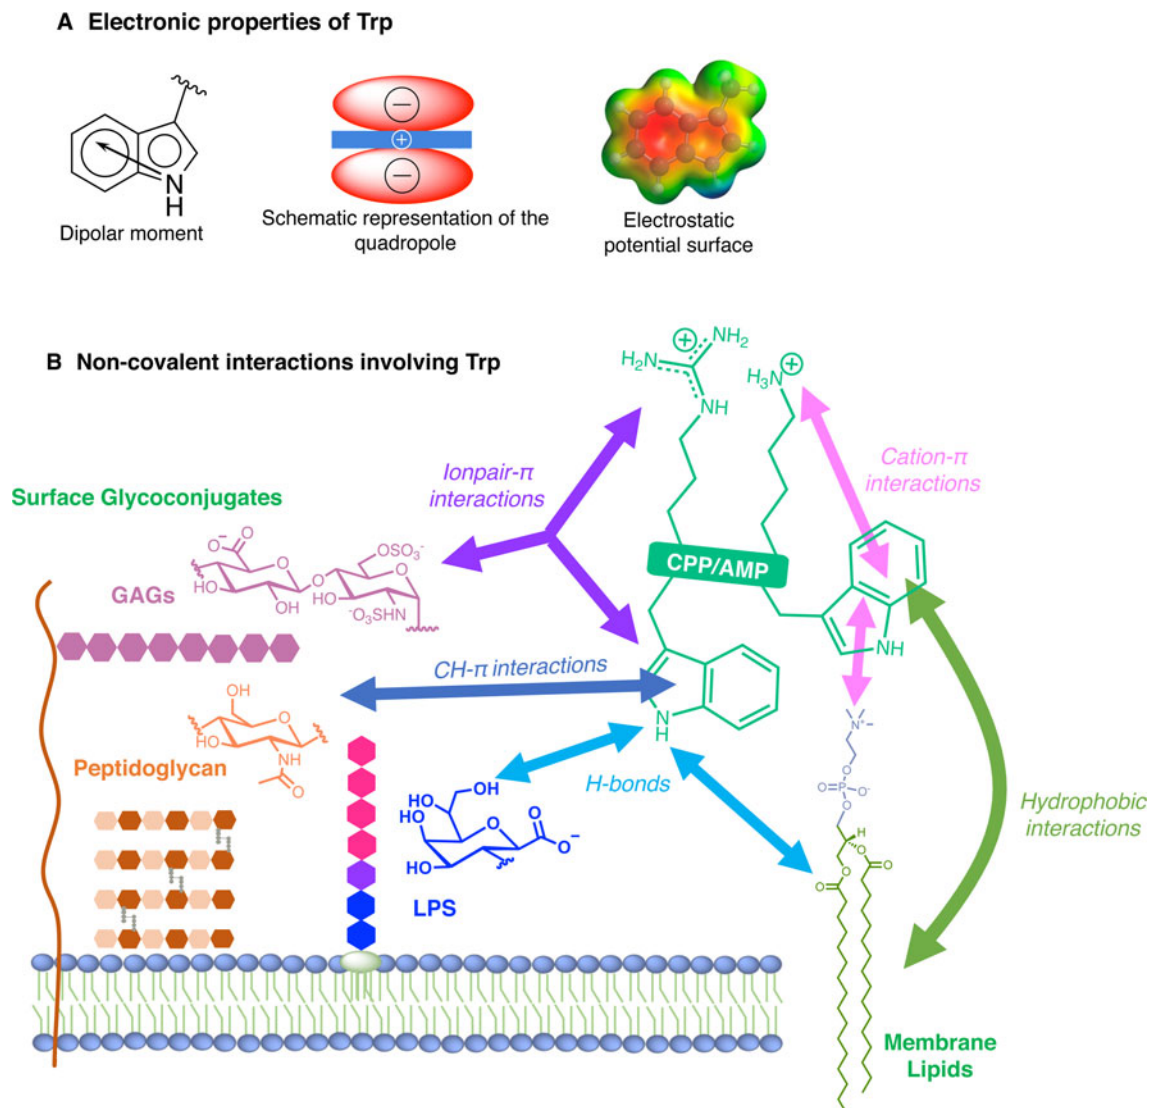 A Electronic properties of Trp
N
H
Dipolar moment
−
+
−
Schematic representation of the
quadropole
Electrostatic
potential surface
B Non-covalent interactions involving Trp
H₂N
+
NH₂
NH
H₃N
+
Ionpair-π
interactions
Cation-π
interactions
Surface Glycoconjugates
O⁻
O
O
HO
OH
O
OSO₃⁻
O
HO
⁻O₃SHN
O
GAGs
CPP/AMP
NH
CH-π interactions
N
H
OH
O
O
HO
NH
O
Peptidoglycan
H-bonds
OH
HO
HO
HO
O
O
O⁻
LPS
N⁺
O
O
P
O⁻
O
H
O
O
O
O
Hydrophobic
interactions
Membrane
Lipids